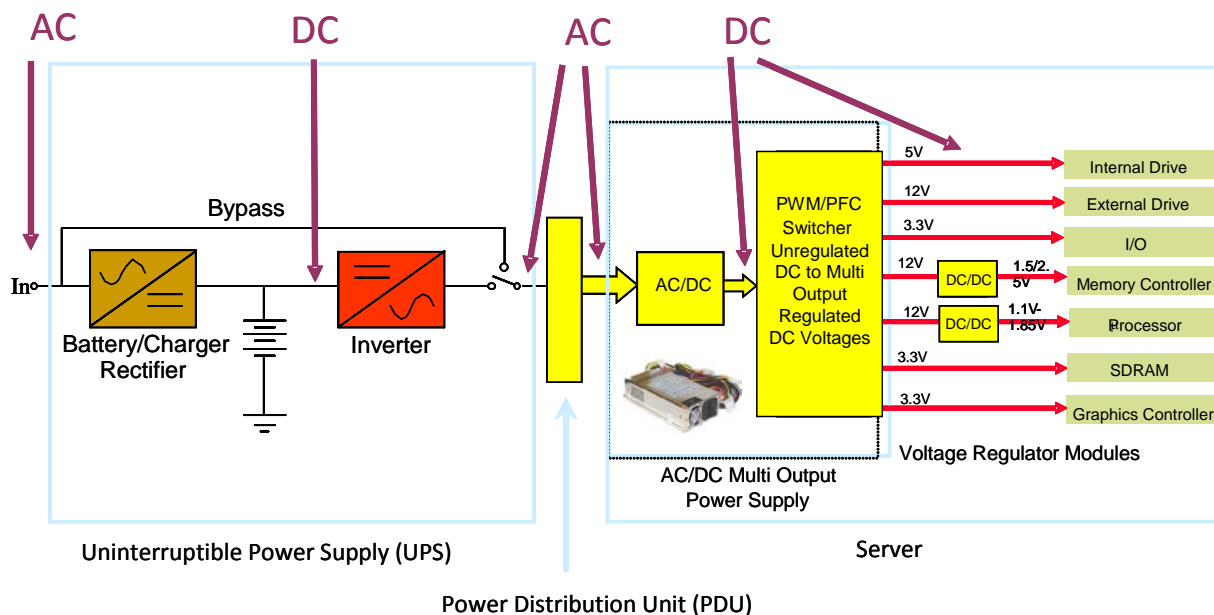 AC
DC
AC
DC
Bypass
In
Battery/Charger
Rectifier
Inverter
AC/DC
PWM/PFC
Switcher
Unregulated
DC to Multi
Output
Regulated
DC Voltages
5V
Internal Drive
12V
External Drive
3.3V
I/O
12V
DC/DC
1.5/2.
5V
Memory Controller
12V
DC/DC
1.1V-
1.85V
Processor
3.3V
SDRAM
3.3V
Graphics Controller
Voltage Regulator Modules
AC/DC Multi Output
Power Supply
Uninterruptible Power Supply (UPS)
Server
Power Distribution Unit (PDU)